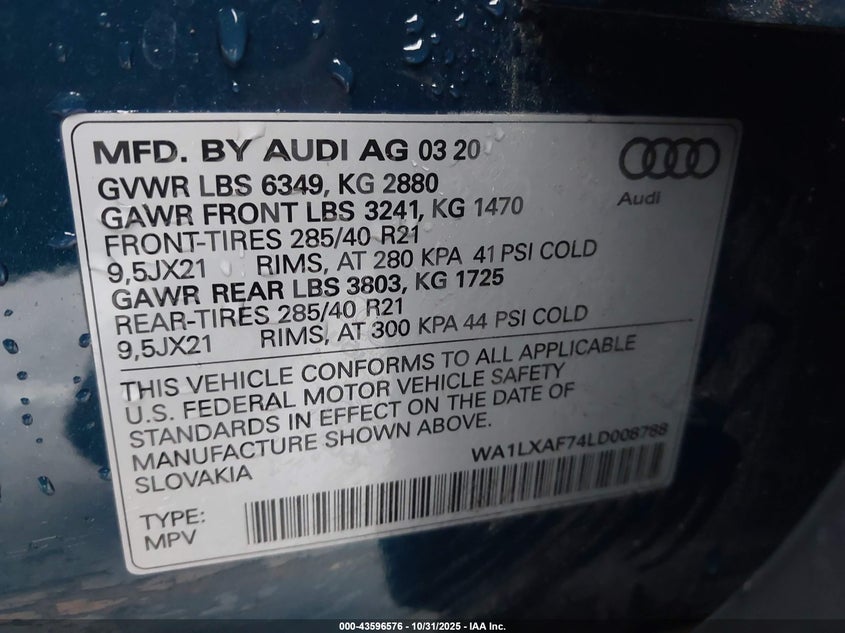 MFD. BY AUDI AG 03 20
Audi
GVWR LBS 6349, KG 2880
GAWR FRONT LBS 3241, KG 1470
FRONT-TIRES 285/40 R21
9,5JX21 RIMS, AT 280 KPA 41 PSI COLD
GAWR REAR LBS 3803, KG 1725
REAR-TIRES 285/40 R21
9,5JX21 RIMS, AT 300 KPA 44 PSI COLD
THIS VEHICLE CONFORMS TO ALL APPLICABLE
U.S. FEDERAL MOTOR VEHICLE SAFETY
STANDARDS IN EFFECT ON THE DATE OF
MANUFACTURE SHOWN ABOVE.
SLOVAKIA
WA1LXAF74LD008788
TYPE:
MPV
000-43596576 - 10/31/2025 - IAA Inc.